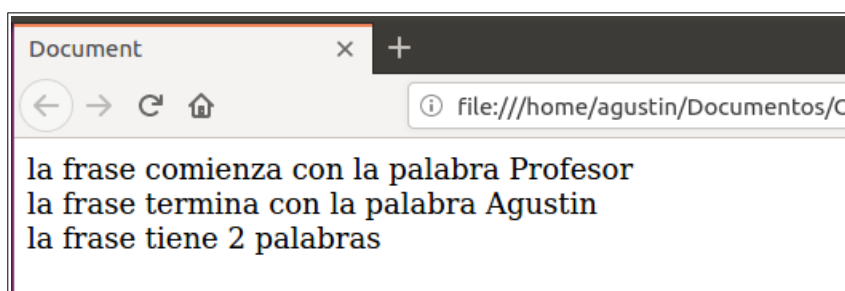 Document
file:///home/agustin/Documentos/C
la frase comienza con la palabra Profesor
la frase termina con la palabra Agustin
la frase tiene 2 palabras